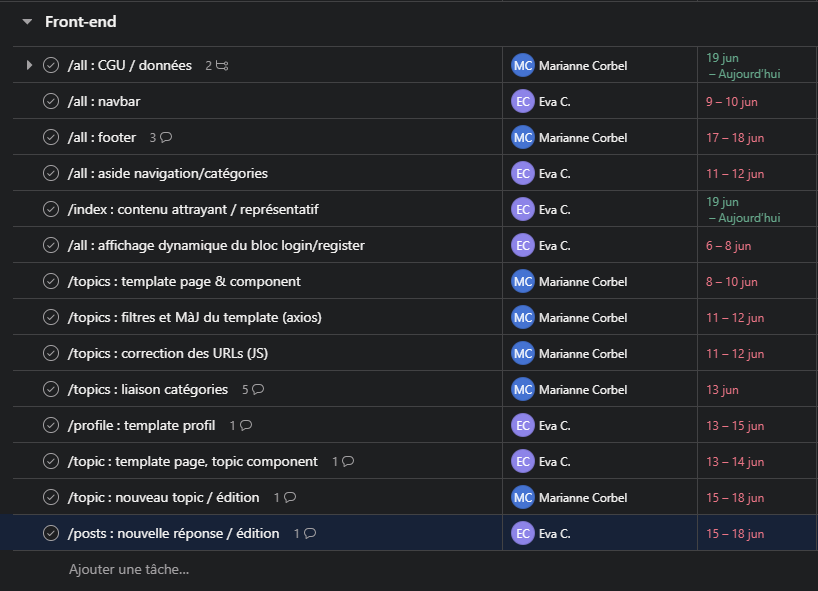 Front-end
/all : CGU / données 2 MC Marianne Corbel 19 jun
– Aujourd'hui
/all : navbar EC Eva C. 9 – 10 jun
/all : footer 3 MC Marianne Corbel 17 – 18 jun
/all : aside navigation/catégories EC Eva C. 11 – 12 jun
/index : contenu attrayant / représentatif EC Eva C. 19 jun
– Aujourd'hui
/all : affichage dynamique du bloc login/register EC Eva C. 6 – 8 jun
/topics : template page & component MC Marianne Corbel 8 – 10 jun
/topics : filtres et MàJ du template (axios) MC Marianne Corbel 11 – 12 jun
/topics : correction des URLs (JS) MC Marianne Corbel 11 – 12 jun
/topics : liaison catégories 5 MC Marianne Corbel 13 jun
/profile : template profil 1 EC Eva C. 13 – 15 jun
/topic : template page, topic component 1 EC Eva C. 13 – 14 jun
/topic : nouveau topic / édition 1 MC Marianne Corbel 15 – 18 jun
/posts : nouvelle réponse / édition 1 EC Eva C. 15 – 18 jun
Ajouter une tâche...